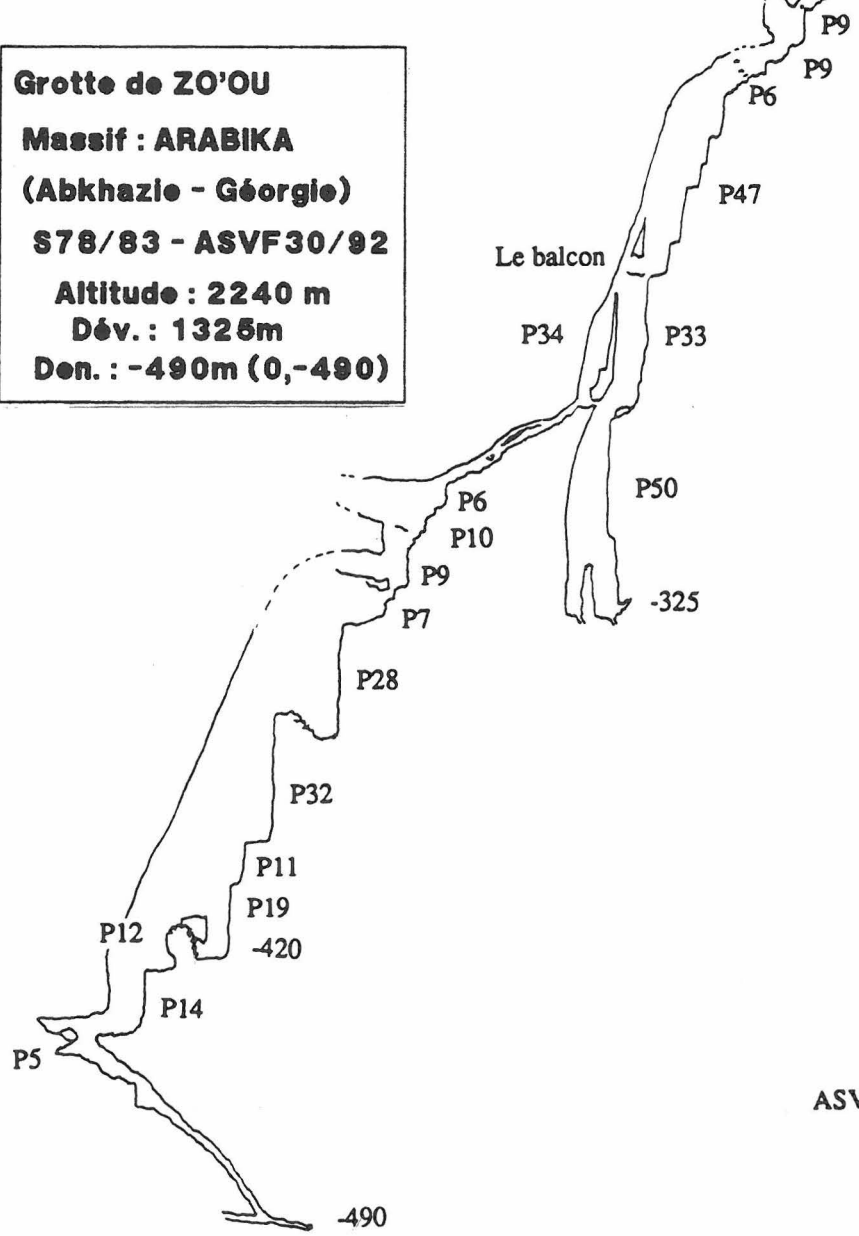 Grotte de ZO'OU
Massif : ARABIKA
(Abkhazie - Géorgie)
S78/83 - ASVF30/92
Altitude : 2240 m
Dév. : 1325m
Den. : -490m (0,-490)
P9
P9
P6
P47
Le balcon
P34
P33
P50
P6
P10
P9
-325
P7
P28
P32
P11
P19
P12
-420
P14
P5
ASV
-490